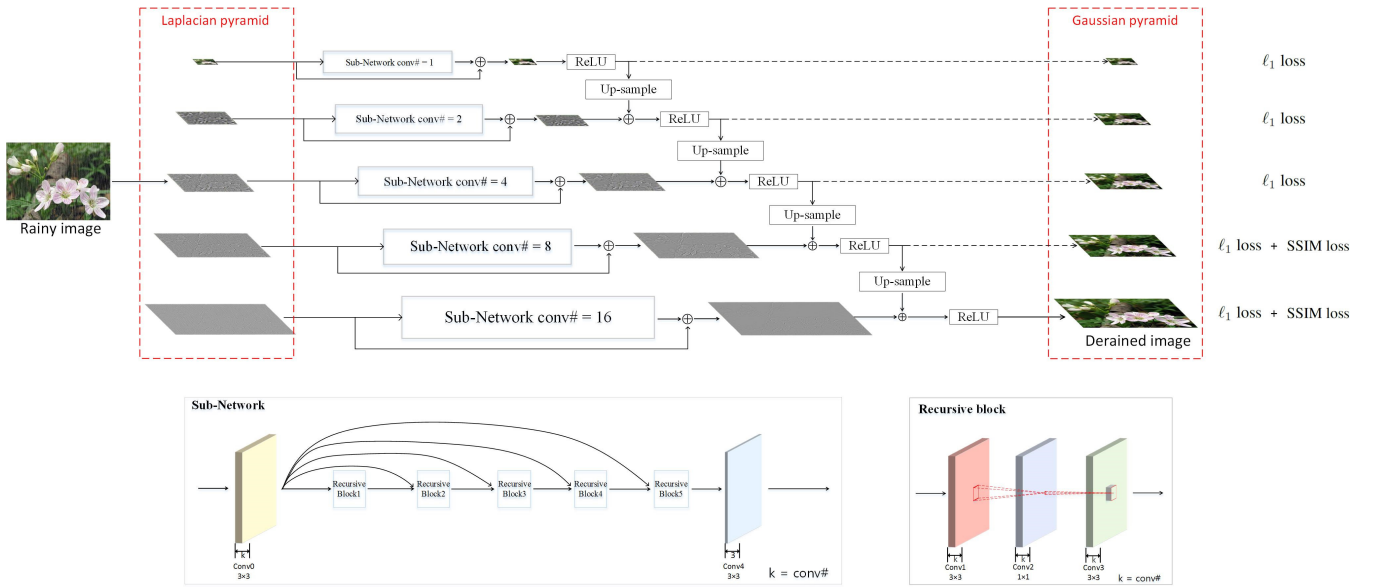 Laplacian pyramid
Gaussian pyramid
Sub-Network conv# = 1
ReLU
ℓ₁ loss
Up-sample
Sub-Network conv# = 2
ReLU
ℓ₁ loss
Up-sample
Sub-Network conv# = 4
ReLU
ℓ₁ loss
Rainy image
Up-sample
Sub-Network conv# = 8
ReLU
ℓ₁ loss + SSIM loss
Up-sample
Sub-Network conv# = 16
ReLU
ℓ₁ loss + SSIM loss
Derained image
Sub-Network
Recursive
Block1
Recursive
Block2
Recursive
Block3
Recursive
Block4
Recursive
Block5
k
Conv0
3×3
3
Conv4
3×3
k = conv#
Recursive block
k
Conv1
3×3
k
Conv2
1×1
k
Conv3
3×3
k = conv#